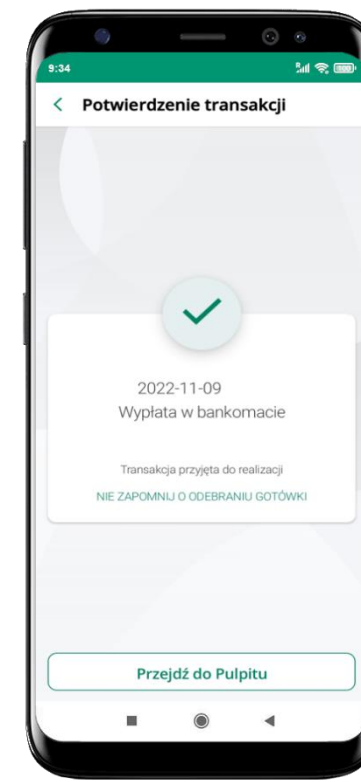 9:34
Potwierdzenie transakcji
2022-11-09
Wypłata w bankomacie
Transakcja przyjęta do realizacji
NIE ZAPOMNIJ O ODEBRANIU GOTÓWKI
Przejdź do Pulpitu